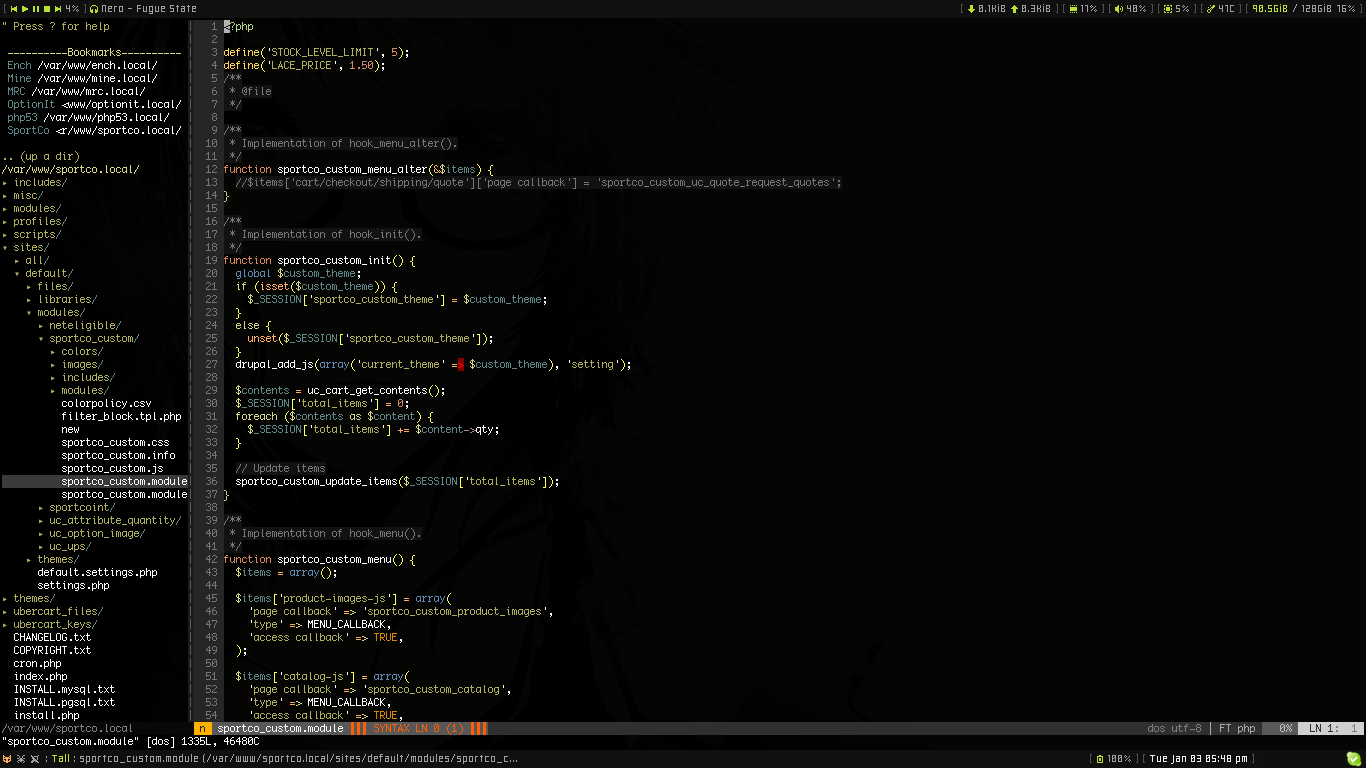 [ 4% ] Nero - Fugue State
[ 0.1KiB 0.3KiB ] [ 17% ] [ 40% ] [ 5% ] [ 41C ] [ 90.5GiB / 128GiB 16% ]
" Press ? for help
----------Bookmarks----------
Ench /var/www/ench.local/
Mine /var/www/mine.local/
MRC /var/www/mrc.local/
OptionIt <www/optionit.local/
php53 /var/www/php53.local/
SportCo <r/www/sportco.local/
.. (up a dir)
/var/www/sportco.local/
▸ includes/
▸ misc/
▸ modules/
▸ profiles/
▸ scripts/
▾ sites/
▸ all/
▾ default/
▸ files/
▸ libraries/
▾ modules/
▸ neteligible/
▾ sportco_custom/
▸ colors/
▸ images/
▸ includes/
▸ modules/
colorpolicy.csv
filter_block.tpl.php
new
sportco_custom.css
sportco_custom.info
sportco_custom.js
sportco_custom.module
sportco_custom.module
▸ sportcoint/
▸ uc_attribute_quantity/
▸ uc_option_image/
▸ uc_ups/
▸ themes/
default.settings.php
settings.php
▸ themes/
▸ ubercart_files/
▸ ubercart_keys/
CHANGELOG.txt
COPYRIGHT.txt
cron.php
index.php
INSTALL.mysql.txt
INSTALL.pgsql.txt
install.php
/var/www/sportco.local
1 <?php
2
3 define('STOCK_LEVEL_LIMIT', 5);
4 define('LACE_PRICE', 1.50);
5 /**
6 * @file
7 */
8
9 /**
10 * Implementation of hook_menu_alter().
11 */
12 function sportco_custom_menu_alter(&$items) {
13 //$items['cart/checkout/shipping/quote']['page callback'] = 'sportco_custom_uc_quote_request_quotes';
14 }
15
16 /**
17 * Implementation of hook_init().
18 */
19 function sportco_custom_init() {
20 global $custom_theme;
21 if (isset($custom_theme)) {
22 $_SESSION['sportco_custom_theme'] = $custom_theme;
23 }
24 else {
25 unset($_SESSION['sportco_custom_theme']);
26 }
27 drupal_add_js(array('current_theme' => $custom_theme), 'setting');
28
29 $contents = uc_cart_get_contents();
30 $_SESSION['total_items'] = 0;
31 foreach ($contents as $content) {
32 $_SESSION['total_items'] += $content->qty;
33 }
34
35 // Update items
36 sportco_custom_update_items($_SESSION['total_items']);
37 }
38
39 /**
40 * Implementation of hook_menu().
41 */
42 function sportco_custom_menu() {
43 $items = array();
44
45 $items['product-images-js'] = array(
46 'page callback' => 'sportco_custom_product_images',
47 'type' => MENU_CALLBACK,
48 'access callback' => TRUE,
49 );
50
51 $items['catalog-js'] = array(
52 'page callback' => 'sportco_custom_catalog',
53 'type' => MENU_CALLBACK,
54 'access callback' => TRUE,
n sportco_custom.module SYNTAX LN 0 (1) dos utf-8 | FT php 0% LN 1: 1
"sportco_custom.module" [dos] 1335L, 46480C
: Tall : sportco_custom.module (/var/www/sportco.local/sites/default/modules/sportco_c...
[ 100% ] [ Tue Jan 03 05:48 pm ]